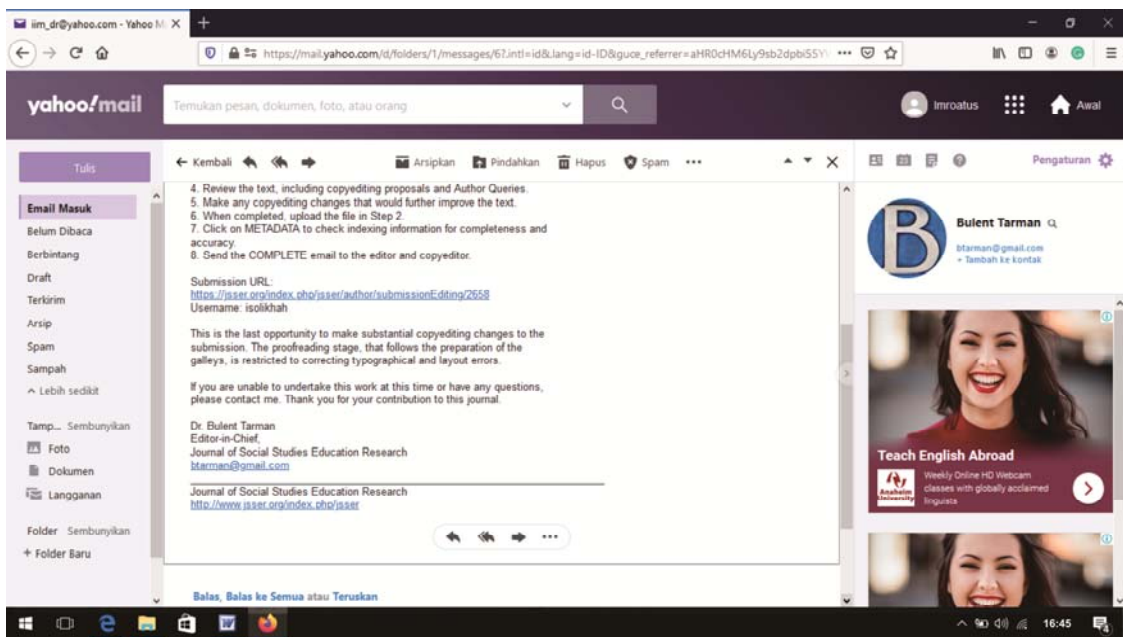 iim_dr@yahoo.com - Yahoo M
https://mail.yahoo.com/d/folders/1/messages/6?.intl=id&.lang=id-ID&guce_referrer=
yahoo!mail
Temukan pesan, dokumen, foto, atau orang
Imroatus
Awal
Tulis
Kembali
Arsipkan
Pindahkan
Hapus
Spam
Pengaturan
Email Masuk
Belum Dibaca
Berbintang
Draft
Terkirim
Arsip
Spam
Sampah
Lebih sedikit
Tamp... Sembunyikan
Foto
Dokumen
Langganan
Folder Sembunyikan
+ Folder Baru
4. Review the text, including copyediting proposals and Author Queries.
5. Make any copyediting changes that would further improve the text.
6. When completed, upload the file in Step 2.
7. Click on METADATA to check indexing information for completeness and
accuracy.
8. Send the COMPLETE email to the editor and copyeditor.
Submission URL:
https://jsser.org/index.php/jsser/author/submissionEditing/2658
Username: isolikhah
This is the last opportunity to make substantial copyediting changes to the
submission. The proofreading stage, that follows the preparation of the
galleys, is restricted to correcting typographical and layout errors.
If you are unable to undertake this work at this time or have any questions,
please contact me. Thank you for your contribution to this journal.
Dr. Bulent Tarman
Editor-in-Chief,
Journal of Social Studies Education Research
btarman@gmail.com
Journal of Social Studies Education Research
http://www.jsser.org/index.php/jsser
Balas, Balas ke Semua atau Teruskan
B
Bulent Tarman
btarman@gmail.com
+ Tambah ke kontak
Teach English Abroad
Anaheim
University
Weekly Online HD Webcam
classes with globally acclaimed
linguists
16:45